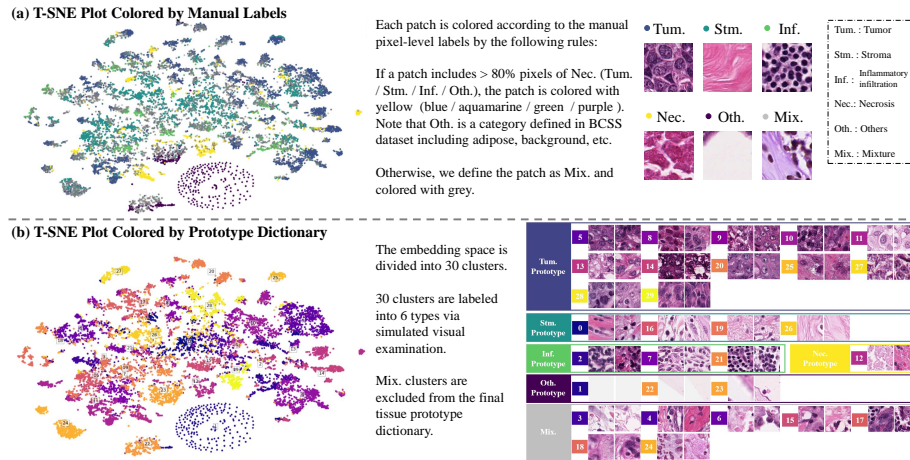 (a) T-SNE Plot Colored by Manual Labels
Each patch is colored according to the manual
pixel-level labels by the following rules:
If a patch includes > 80% pixels of Nec. (Tum.
/ Stm. / Inf. / Oth.), the patch is colored with
yellow (blue / aquamarine / green / purple ).
Note that Oth. is a category defined in BCSS
dataset including adipose, background, etc.
Otherwise, we define the patch as Mix. and
colored with grey.
Tum. Stm. Inf.
Nec. Oth. Mix.
Tum. : Tumor
Stm. : Stroma
Inf. : Inflammatory
infiltration
Nec.: Necrosis
Oth. : Others
Mix. : Mixture
(b) T-SNE Plot Colored by Prototype Dictionary
The embedding space is
divided into 30 clusters.
30 clusters are labeled
into 6 types via
simulated visual
examination.
Mix. clusters are
excluded from the final
tissue prototype
dictionary.
Tum.
Prototype
5 8 9 10 11
13 14 20 25 27
28 29
Stm.
Prototype
0 16 19 26
Inf.
Prototype
2 7 21
Nec.
Prototype
12
Oth.
Prototype
1 22 23
Mix.
3 4 6 15 17
18 24